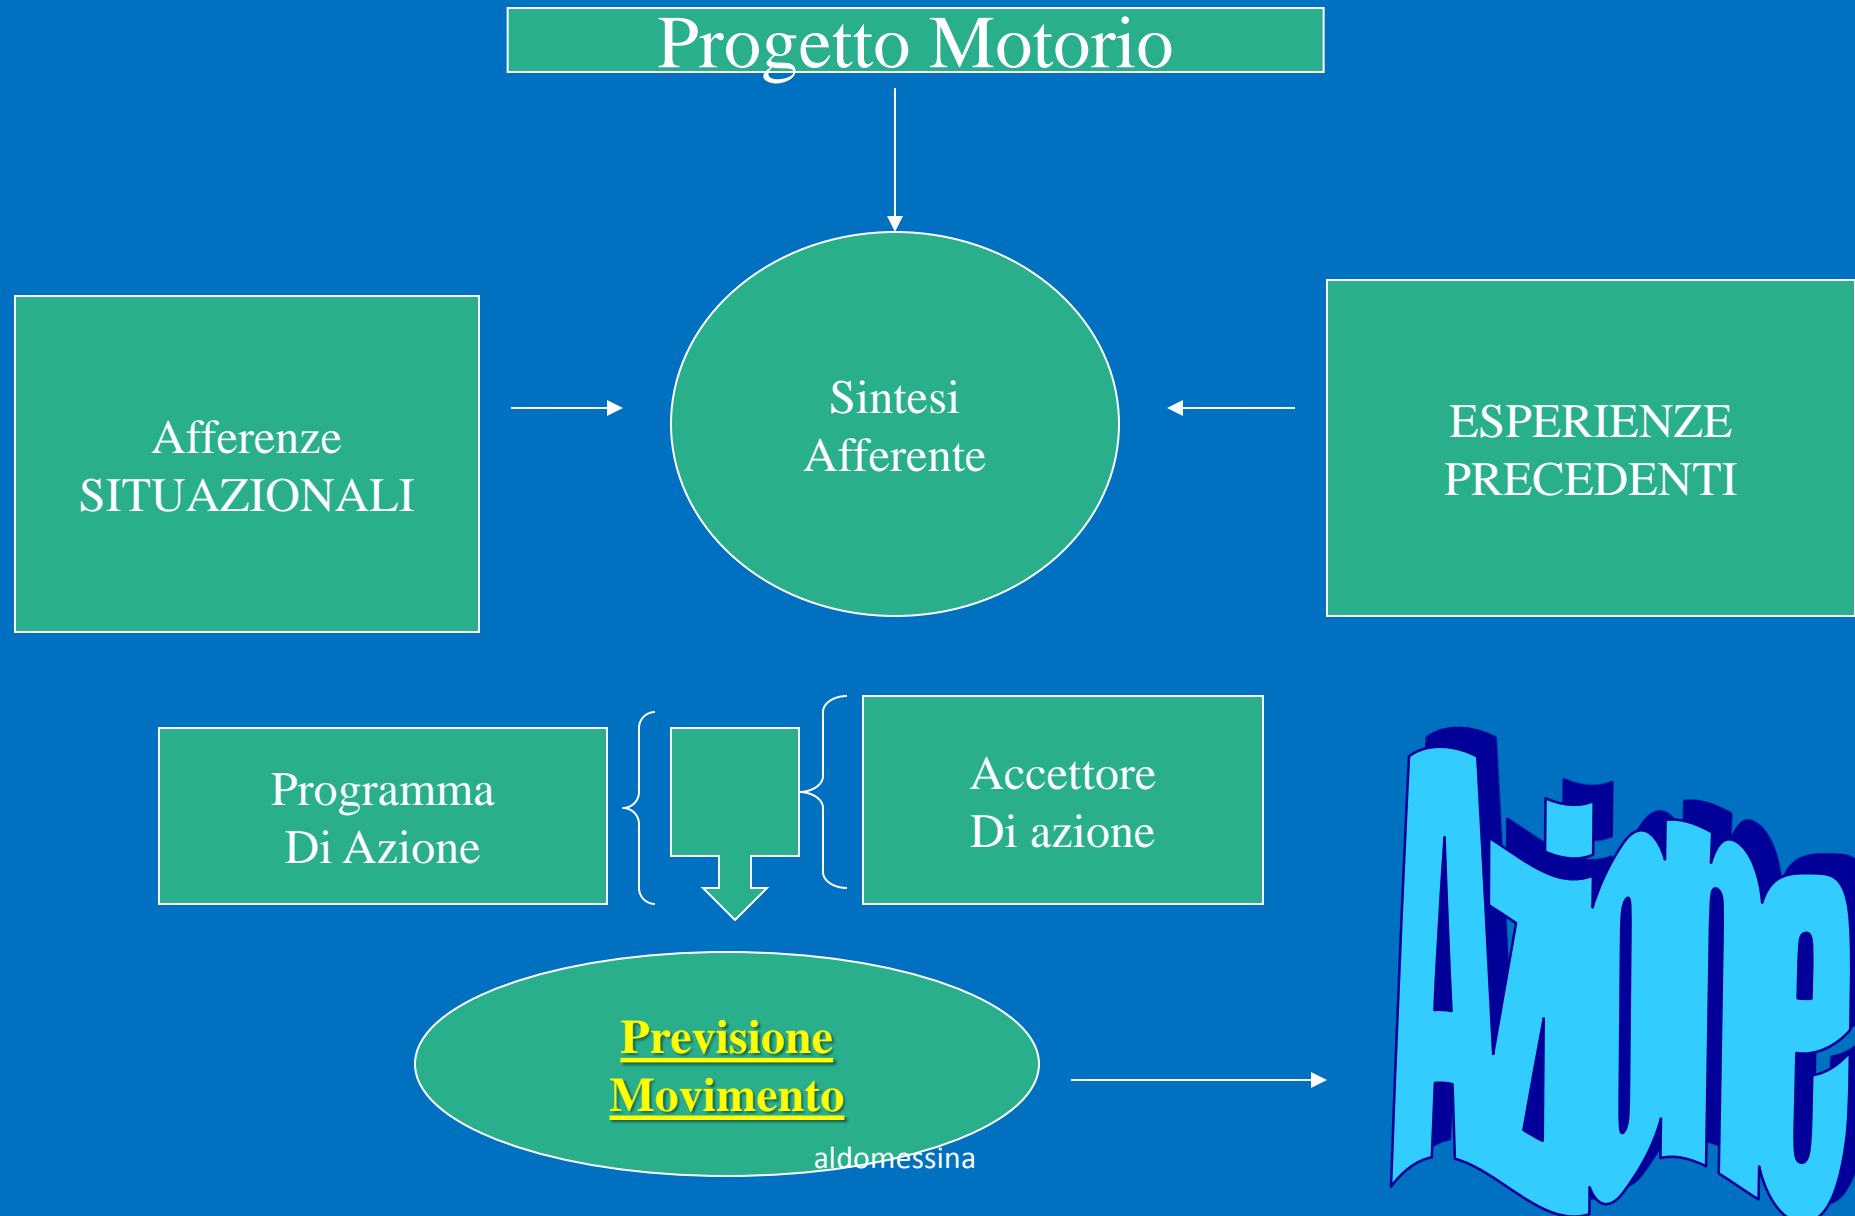 Progetto Motorio
Afferenze
SITUAZIONALI
Sintesi
Afferente
ESPERIENZE
PRECEDENTI
Programma
Di Azione
Accettore
Di azione
Previsione
Movimento
Azione
aldomessina